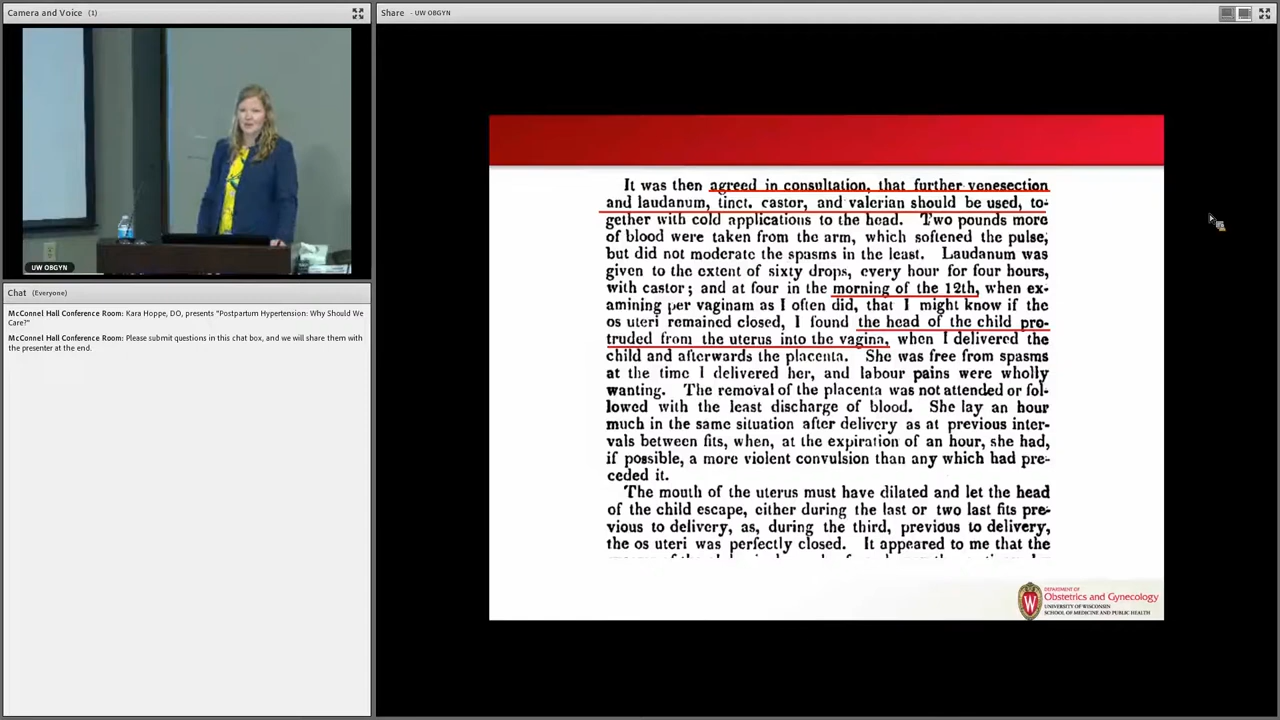 Camera and Voice (1)
UW OBGYN
Chat (Everyone)
McConnel Hall Conference Room: Kara Hoppe, DO, presents "Postpartum Hypertension: Why Should We
Care?"
McConnel Hall Conference Room: Please submit questions in this chat box, and we will share them with
the presenter at the end.
Share - UW OBGYN
It was then agreed in consultation, that further venesection
and laudanum, tinct. castor, and valerian should be used, to-
gether with cold applications to the head. Two pounds more
of blood were taken from the arm, which softened the pulse,
but did not moderate the spasms in the least. Laudanum was
given to the extent of sixty drops, every hour for four hours,
with castor; and at four in the morning of the 12th, when ex-
amining per vaginam as I often did, that I might know if the
os uteri remained closed, I found the head of the child pro-
truded from the uterus into the vagina, when I delivered the
child and afterwards the placenta. She was free from spasms
at the time I delivered her, and labour pains were wholly
wanting. The removal of the placenta was not attended or fol-
lowed with the least discharge of blood. She lay an hour
much in the same situation after delivery as at previous inter-
vals between fits, when, at the expiration of an hour, she had,
if possible, a more violent convulsion than any which had pre-
ceded it.
The mouth of the uterus must have dilated and let the head
of the child escape, either during the last or two last fits pre-
vious to delivery, as, during the third, previous to delivery,
the os uteri was perfectly closed. It appeared to me that the
W
DEPARTMENT OF
Obstetrics and Gynecology
UNIVERSITY OF WISCONSIN
SCHOOL OF MEDICINE AND PUBLIC HEALTH